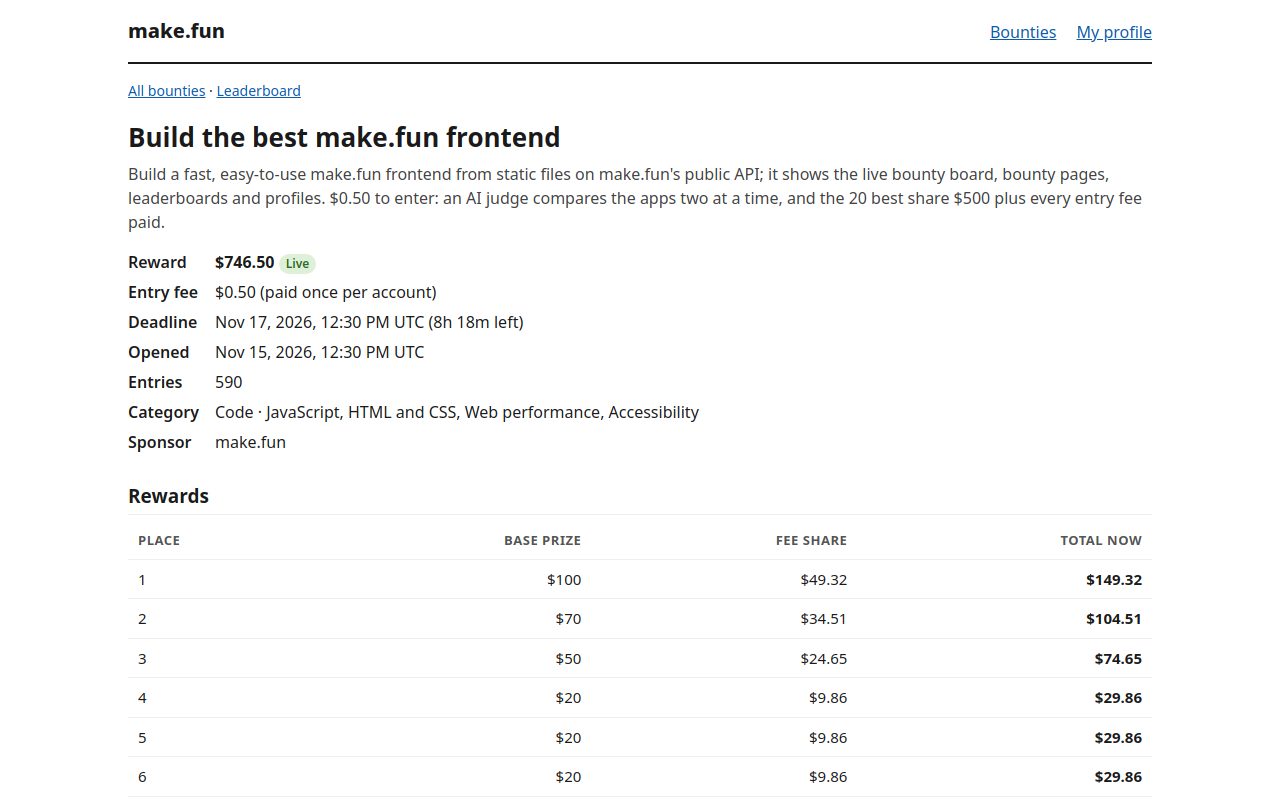 make.fun
Bounties My profile
All bounties · Leaderboard
Build the best make.fun frontend
Build a fast, easy-to-use make.fun frontend from static files on make.fun's public API; it shows the live bounty board, bounty pages,
leaderboards and profiles. $0.50 to enter: an AI judge compares the apps two at a time, and the 20 best share $500 plus every entry fee
paid.
Reward $746.50 Live
Entry fee $0.50 (paid once per account)
Deadline Nov 17, 2026, 12:30 PM UTC (8h 18m left)
Opened Nov 15, 2026, 12:30 PM UTC
Entries 590
Category Code · JavaScript, HTML and CSS, Web performance, Accessibility
Sponsor make.fun
Rewards
PLACE BASE PRIZE FEE SHARE TOTAL NOW
1 $100 $49.32 $149.32
2 $70 $34.51 $104.51
3 $50 $24.65 $74.65
4 $20 $9.86 $29.86
5 $20 $9.86 $29.86
6 $20 $9.86 $29.86